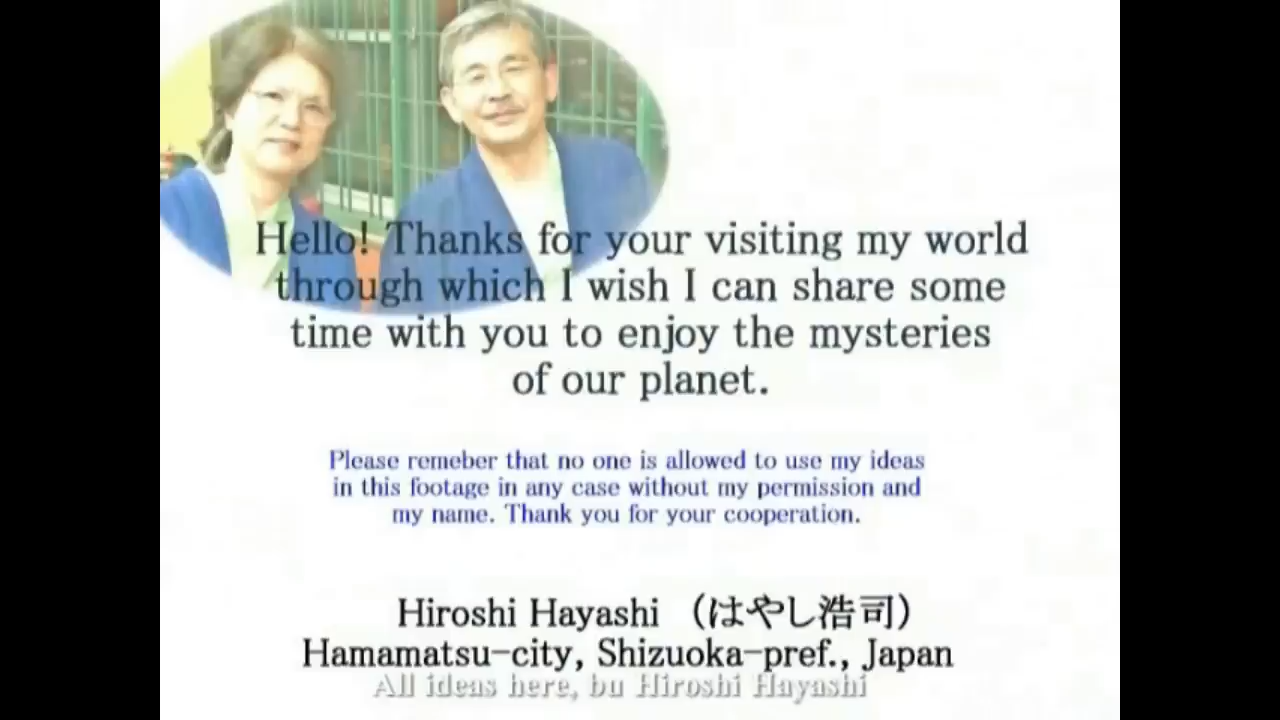 Hello! Thanks for your visiting my world
through which I wish I can share some
time with you to enjoy the mysteries
of our planet.
Please remeber that no one is allowed to use my ideas
in this footage in any case without my permission and
my name. Thank you for your cooperation.
Hiroshi Hayashi （はやし浩司）
Hamamatsu-city, Shizuoka-pref., Japan
All ideas here, bu Hiroshi Hayashi